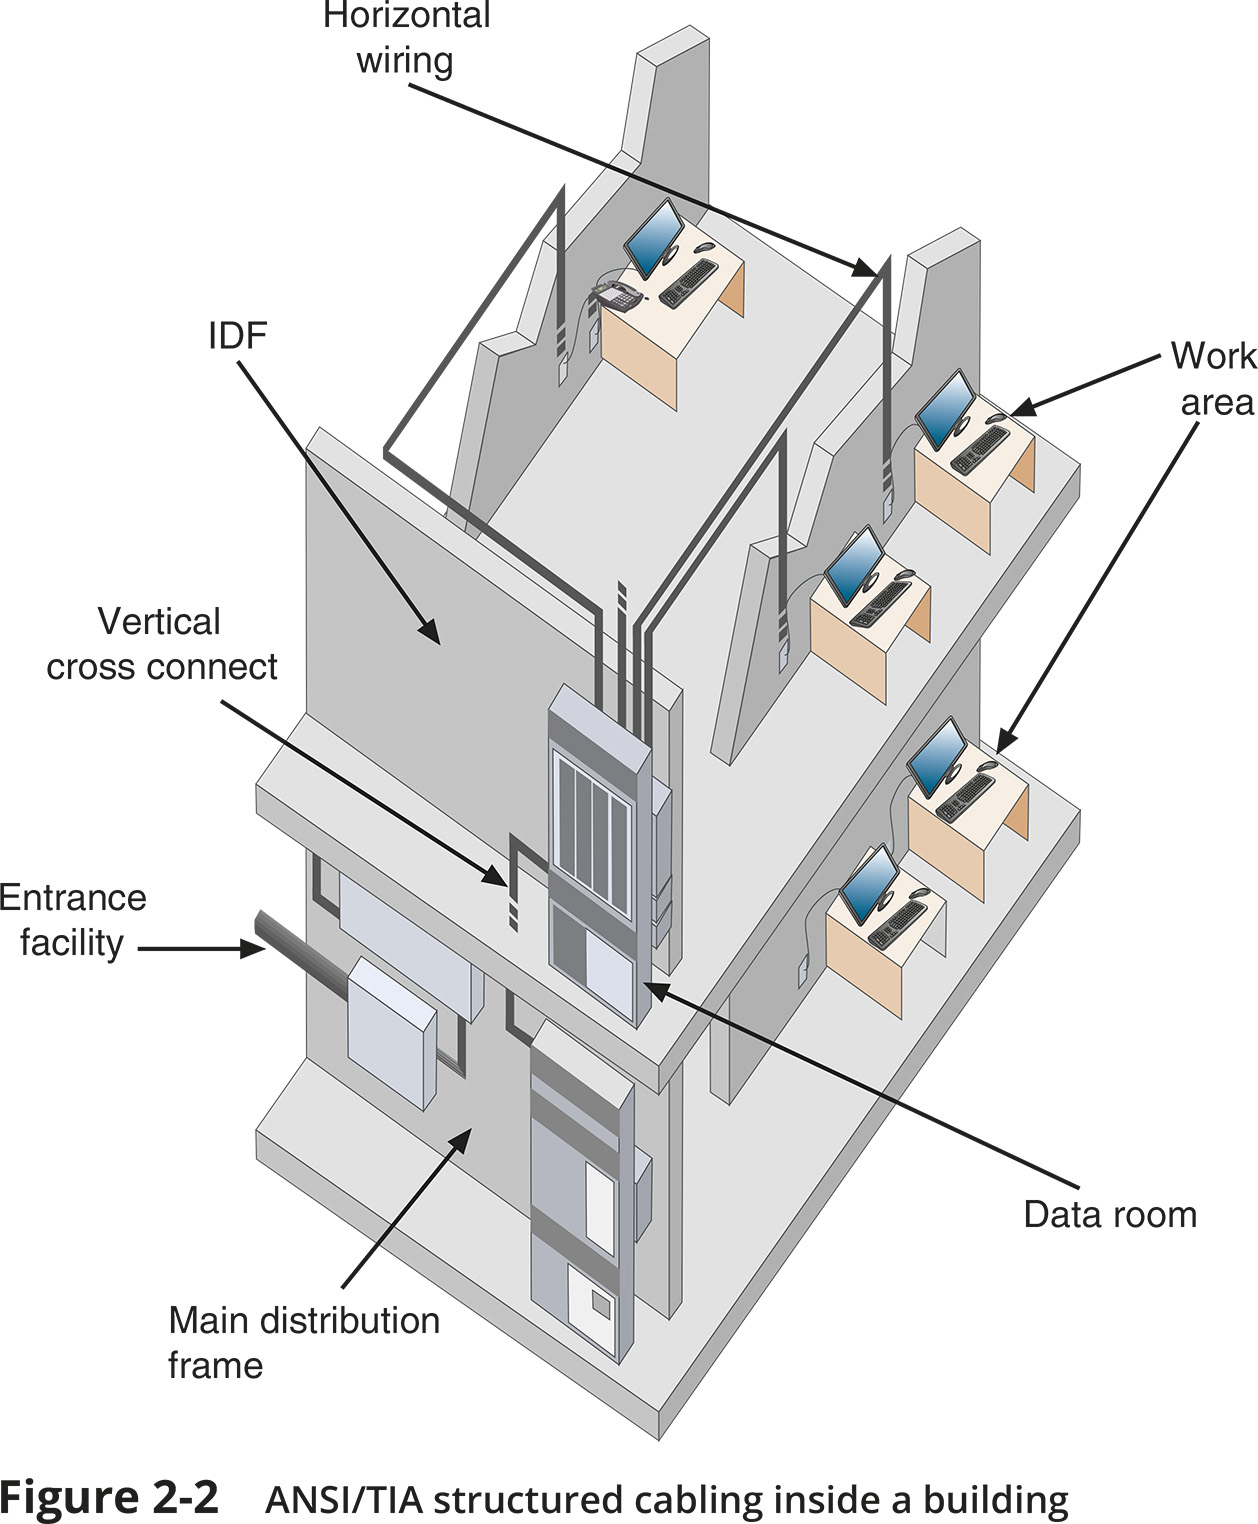 Horizontal
wiring
IDF
Work
area
Vertical
cross connect
Entrance
facility
Data room
Main distribution
frame
Figure 2-2 ANSI/TIA structured cabling inside a building